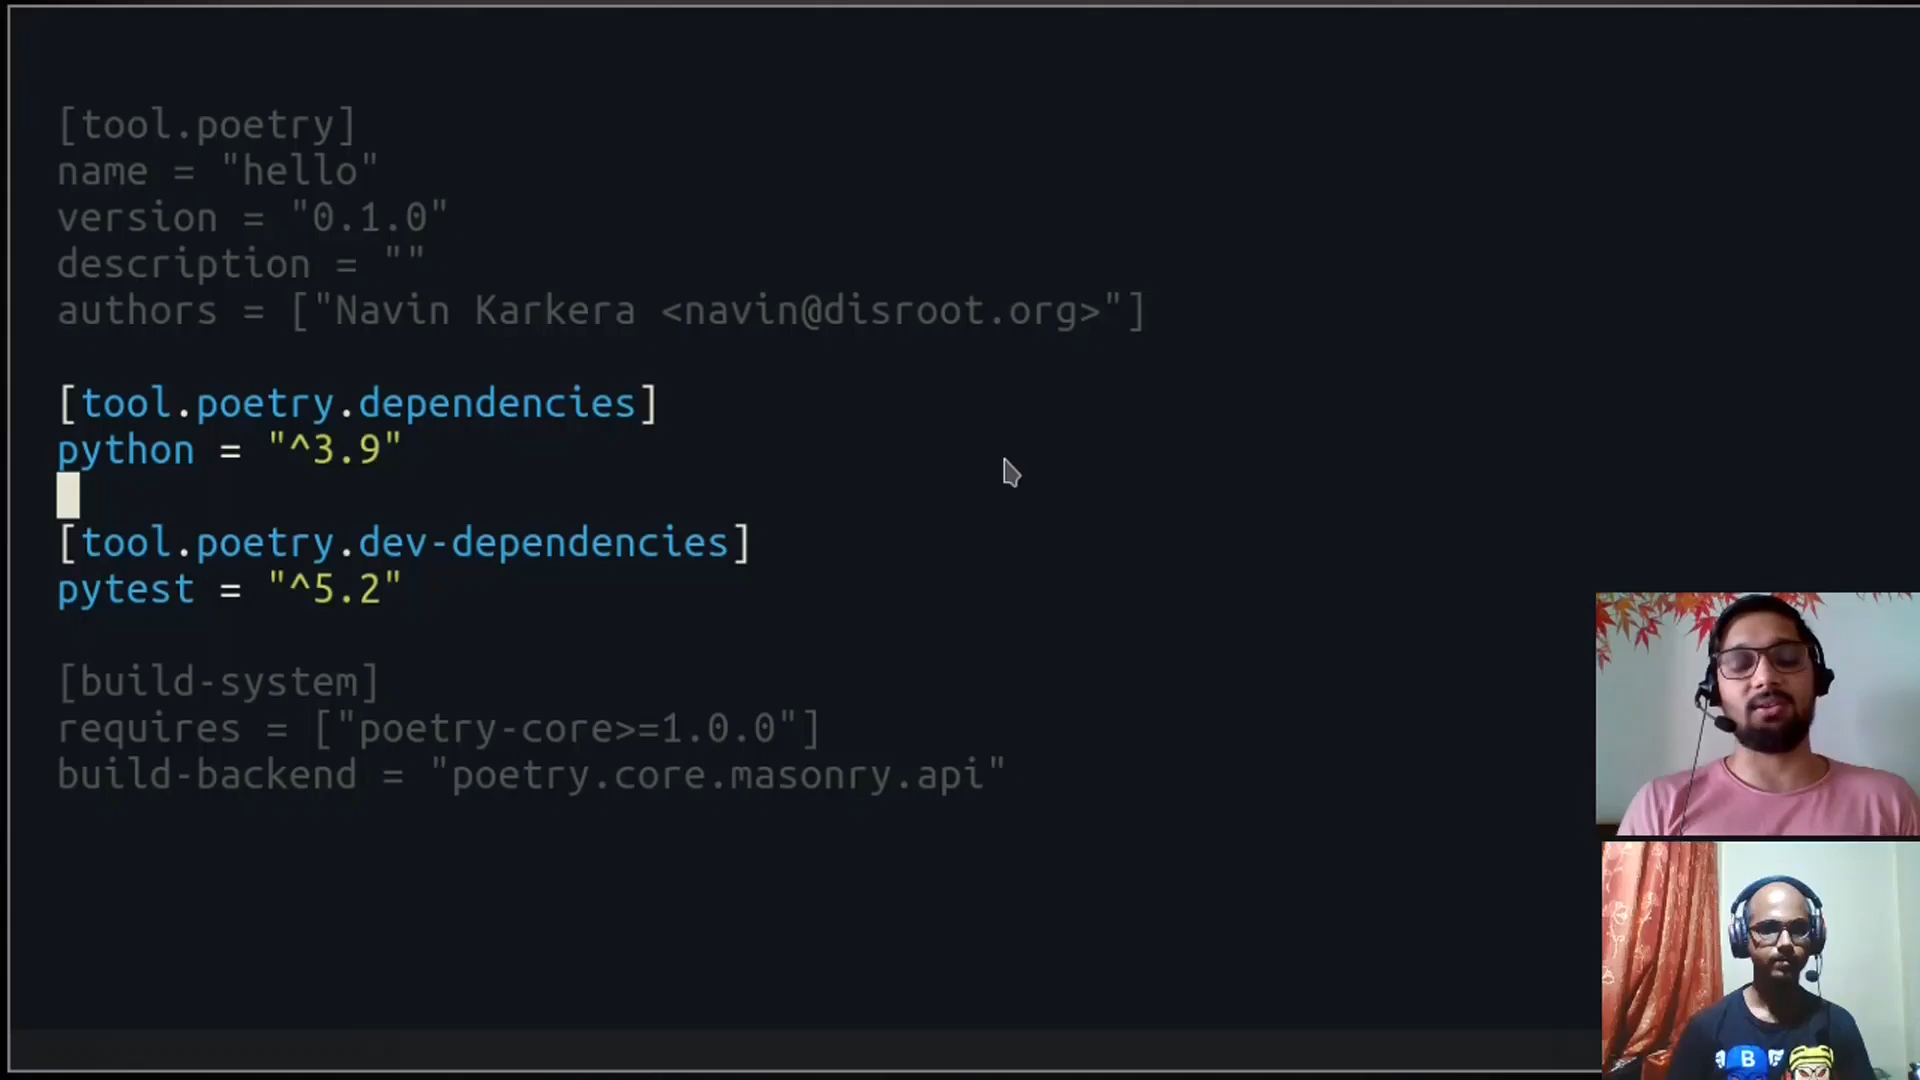 [tool.poetry]
name = "hello"
version = "0.1.0"
description = ""
authors = ["Navin Karkera <navin@disroot.org>"]
[tool.poetry.dependencies]
python = "^3.9"
[tool.poetry.dev-dependencies]
pytest = "^5.2"
[build-system]
requires = ["poetry-core>=1.0.0"]
build-backend = "poetry.core.masonry.api"
B